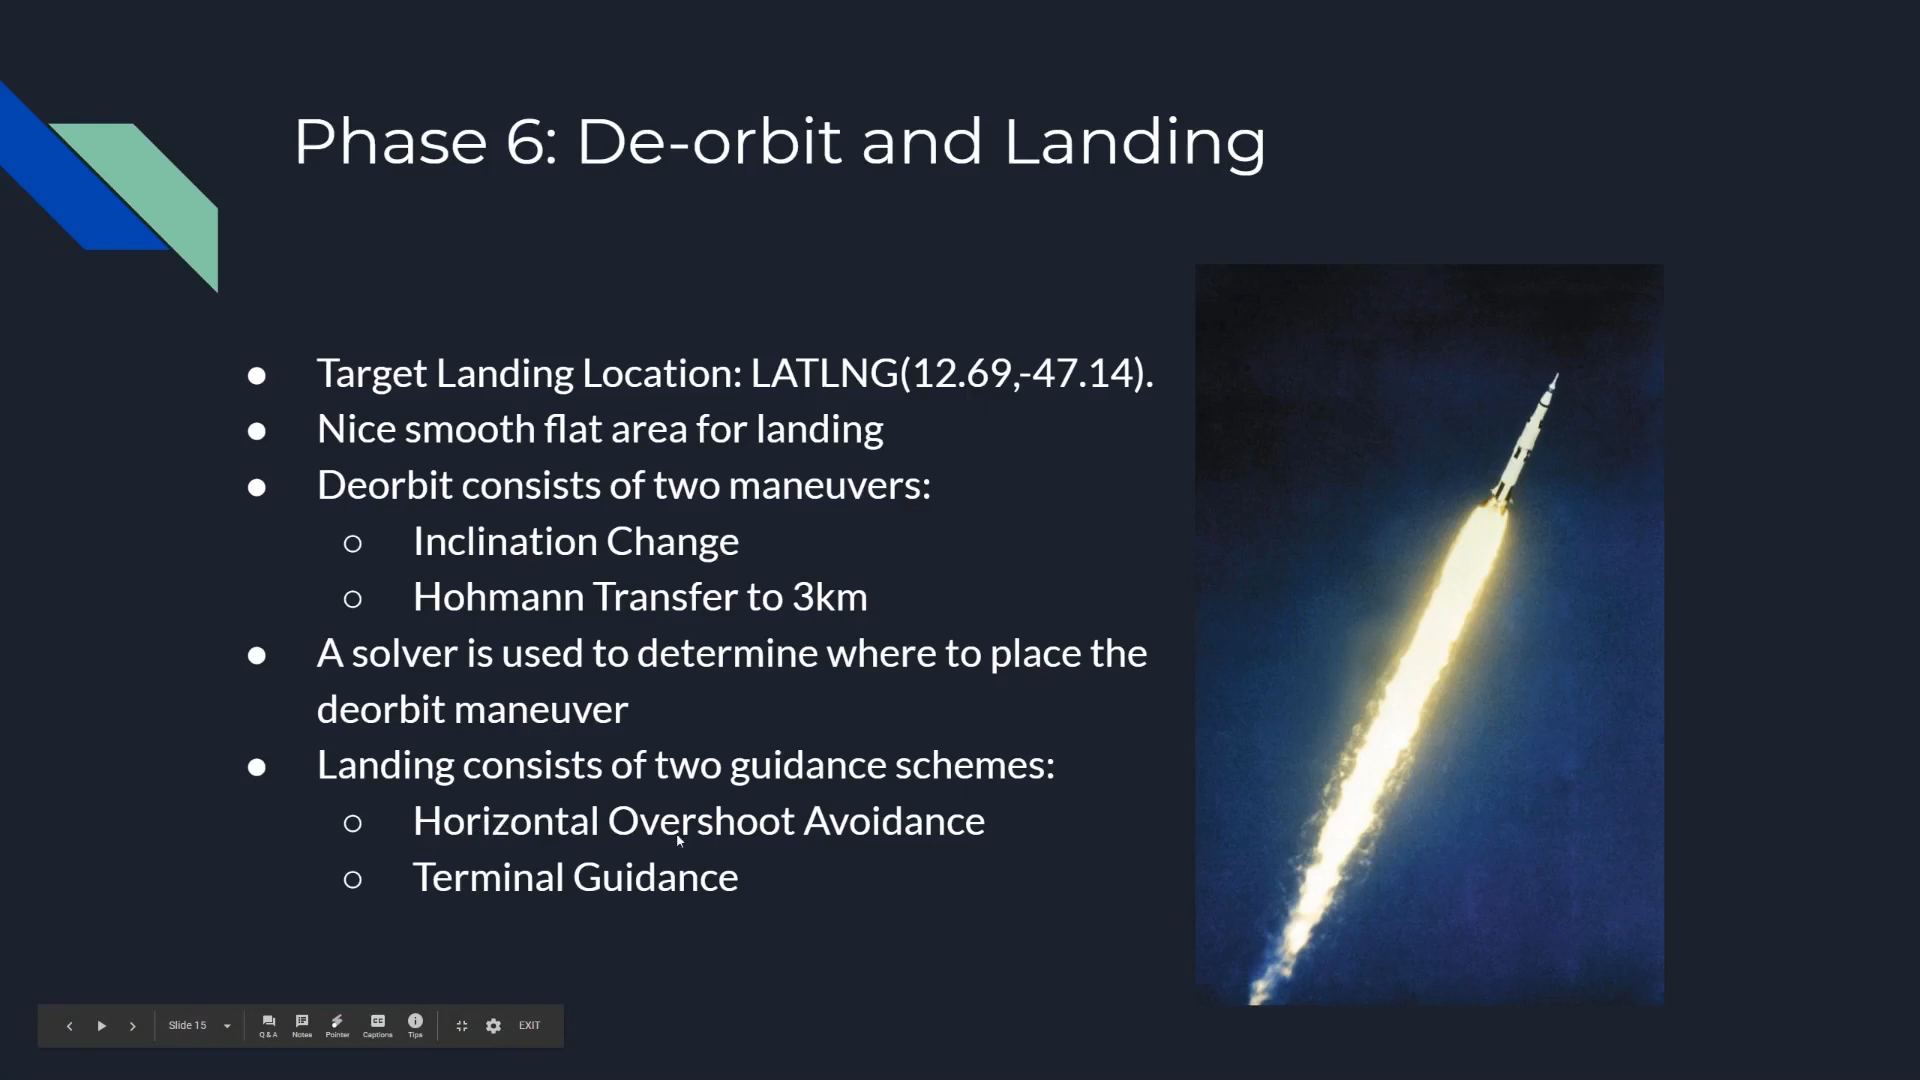 Phase 6: De-orbit and Landing
● Target Landing Location: LATLNG(12.69,-47.14).
● Nice smooth flat area for landing
● Deorbit consists of two maneuvers:
○ Inclination Change
○ Hohmann Transfer to 3km
● A solver is used to determine where to place the
deorbit maneuver
● Landing consists of two guidance schemes:
○ Horizontal Overshoot Avoidance
○ Terminal Guidance
Slide 15
Q & A Notes Pointer Captions Tips
EXIT